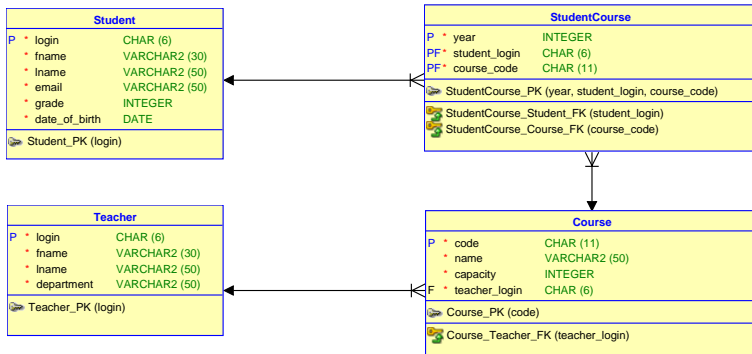 Student
P * login CHAR (6)
* fname VARCHAR2 (30)
* lname VARCHAR2 (50)
* email VARCHAR2 (50)
* grade INTEGER
* date_of_birth DATE
Student_PK (login)
StudentCourse
P * year INTEGER
PF* student_login CHAR (6)
PF* course_code CHAR (11)
StudentCourse_PK (year, student_login, course_code)
StudentCourse_Student_FK (student_login)
StudentCourse_Course_FK (course_code)
Teacher
P * login CHAR (6)
* fname VARCHAR2 (30)
* lname VARCHAR2 (50)
* department VARCHAR2 (50)
Teacher_PK (login)
Course
P * code CHAR (11)
* name VARCHAR2 (50)
* capacity INTEGER
F * teacher_login CHAR (6)
Course_PK (code)
Course_Teacher_FK (teacher_login)